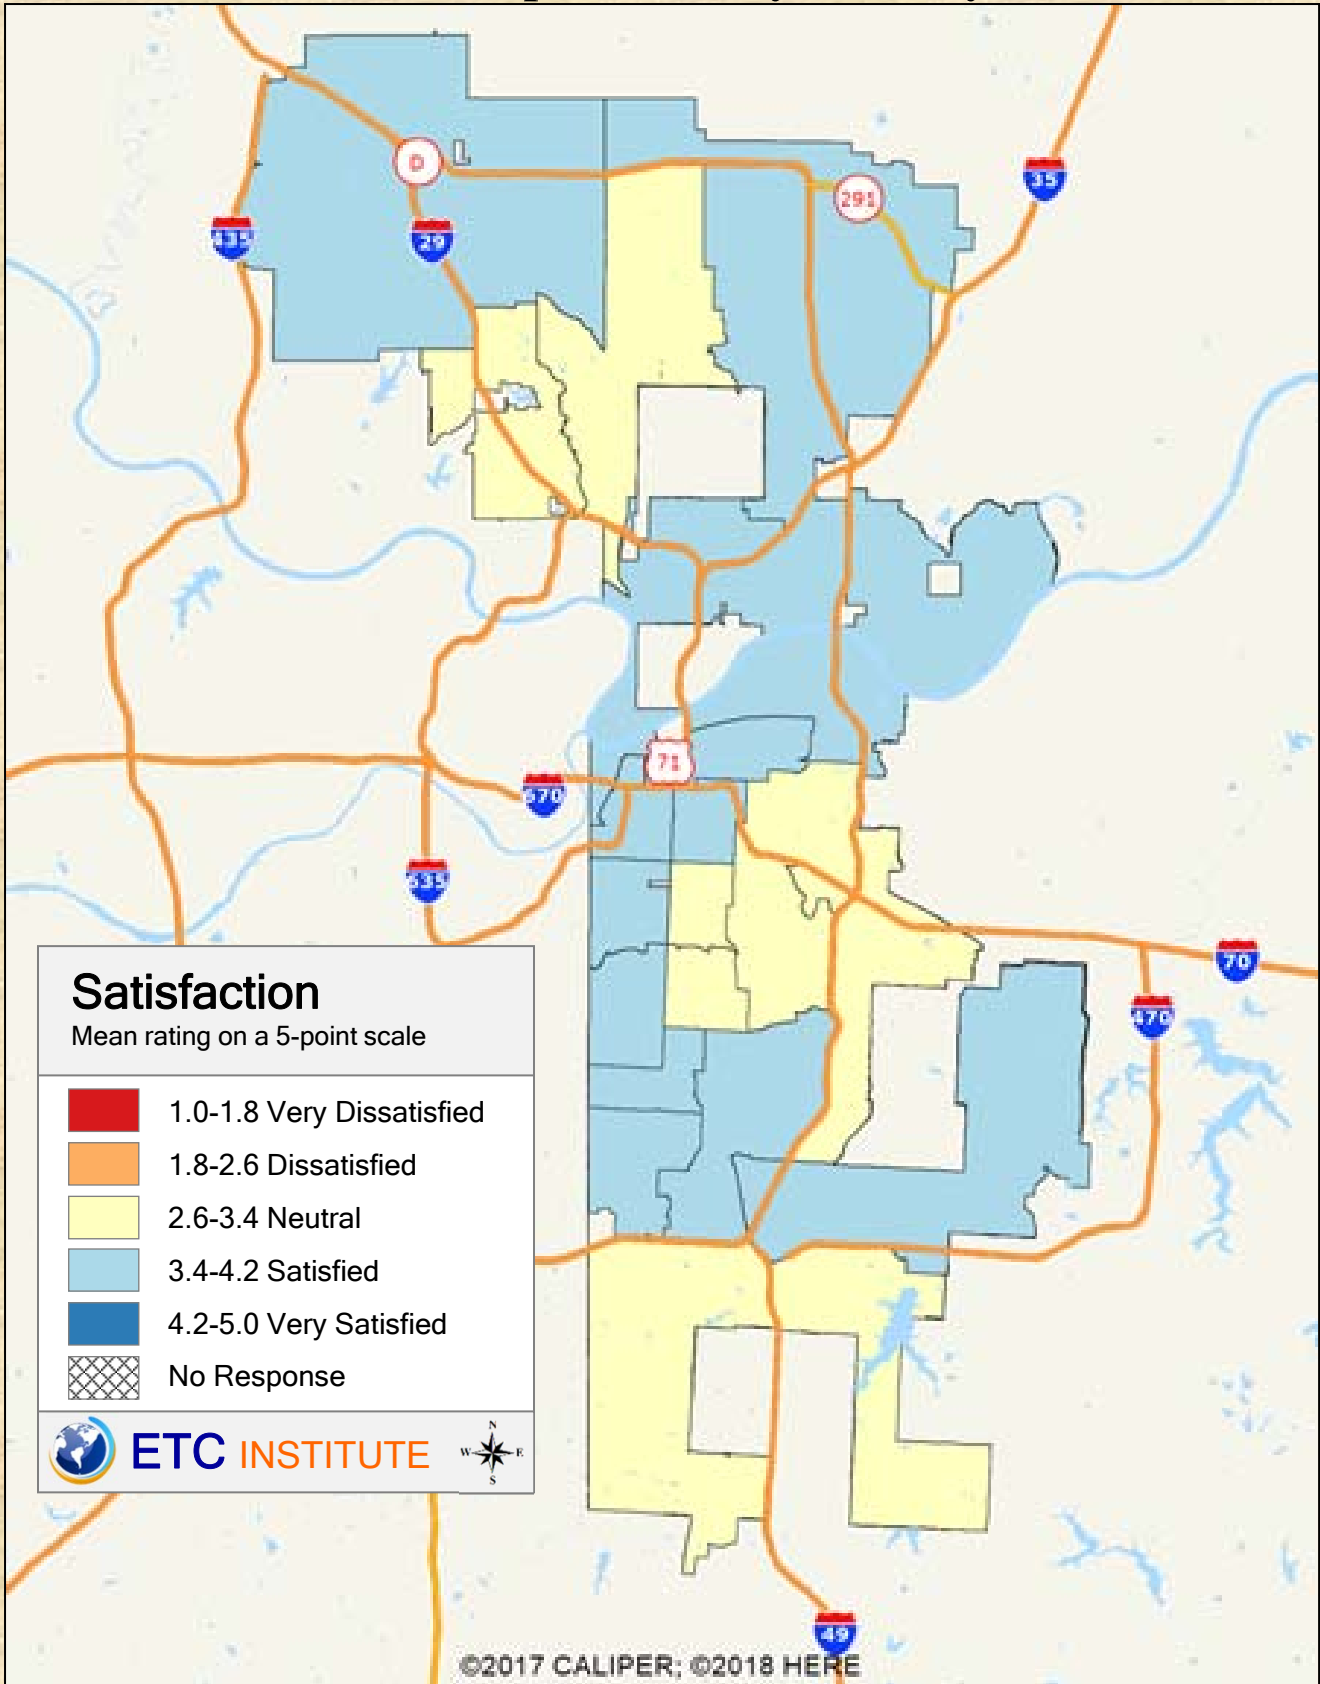 D
291
35
435
29
71
670
635
70
470
Satisfaction
Mean rating on a 5-point scale
1.0-1.8 Very Dissatisfied
1.8-2.6 Dissatisfied
2.6-3.4 Neutral
3.4-4.2 Satisfied
4.2-5.0 Very Satisfied
No Response
ETC INSTITUTE
N
W E
S
49
©2017 CALIPER; ©2018 HERE